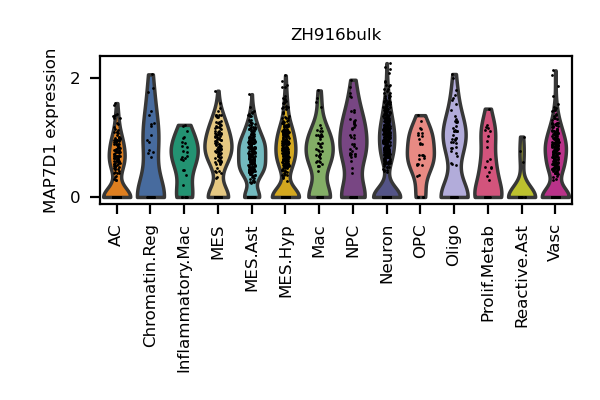 ZH916bulk
MAP7D1 expression
2
0
AC
Chromatin.Reg
Inflammatory.Mac
MES
MES.Ast
MES.Hyp
Mac
NPC
Neuron
OPC
Oligo
Prolif.Metab
Reactive.Ast
Vasc